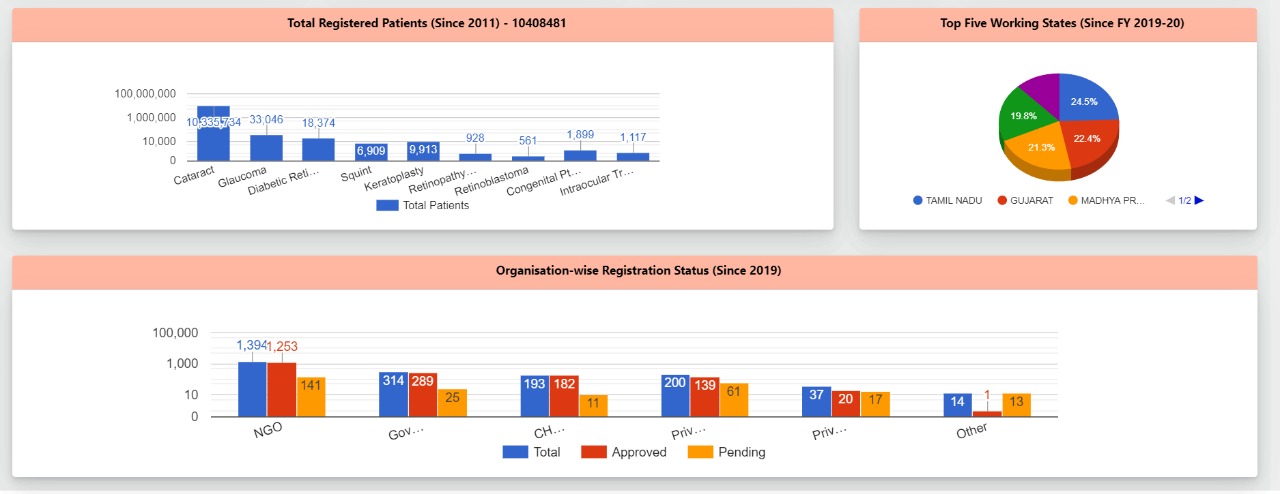 Total Registered Patients (Since 2011) - 10408481
100,000,000
1,000,000
10,000
0
10,335,734
33,046
18,374
6,909
9,913
928
561
1,899
1,117
Cataract
Glaucoma
Diabetic Reti...
Squint
Keratoplasty
Retinopathy...
Retinoblastoma
Congenital Pt...
Intraocular Tr...
Total Patients
Top Five Working States (Since FY 2019-20)
24.5%
22.4%
21.3%
19.8%
TAMIL NADU
GUJARAT
MADHYA PR...
1/2
Organisation-wise Registration Status (Since 2019)
100,000
1,000
10
0
1,394
1,253
141
314
289
25
193
182
11
200
139
61
37
20
17
14
1
13
NGO
Gov...
CH...
Priv...
Priv...
Other
Total
Approved
Pending